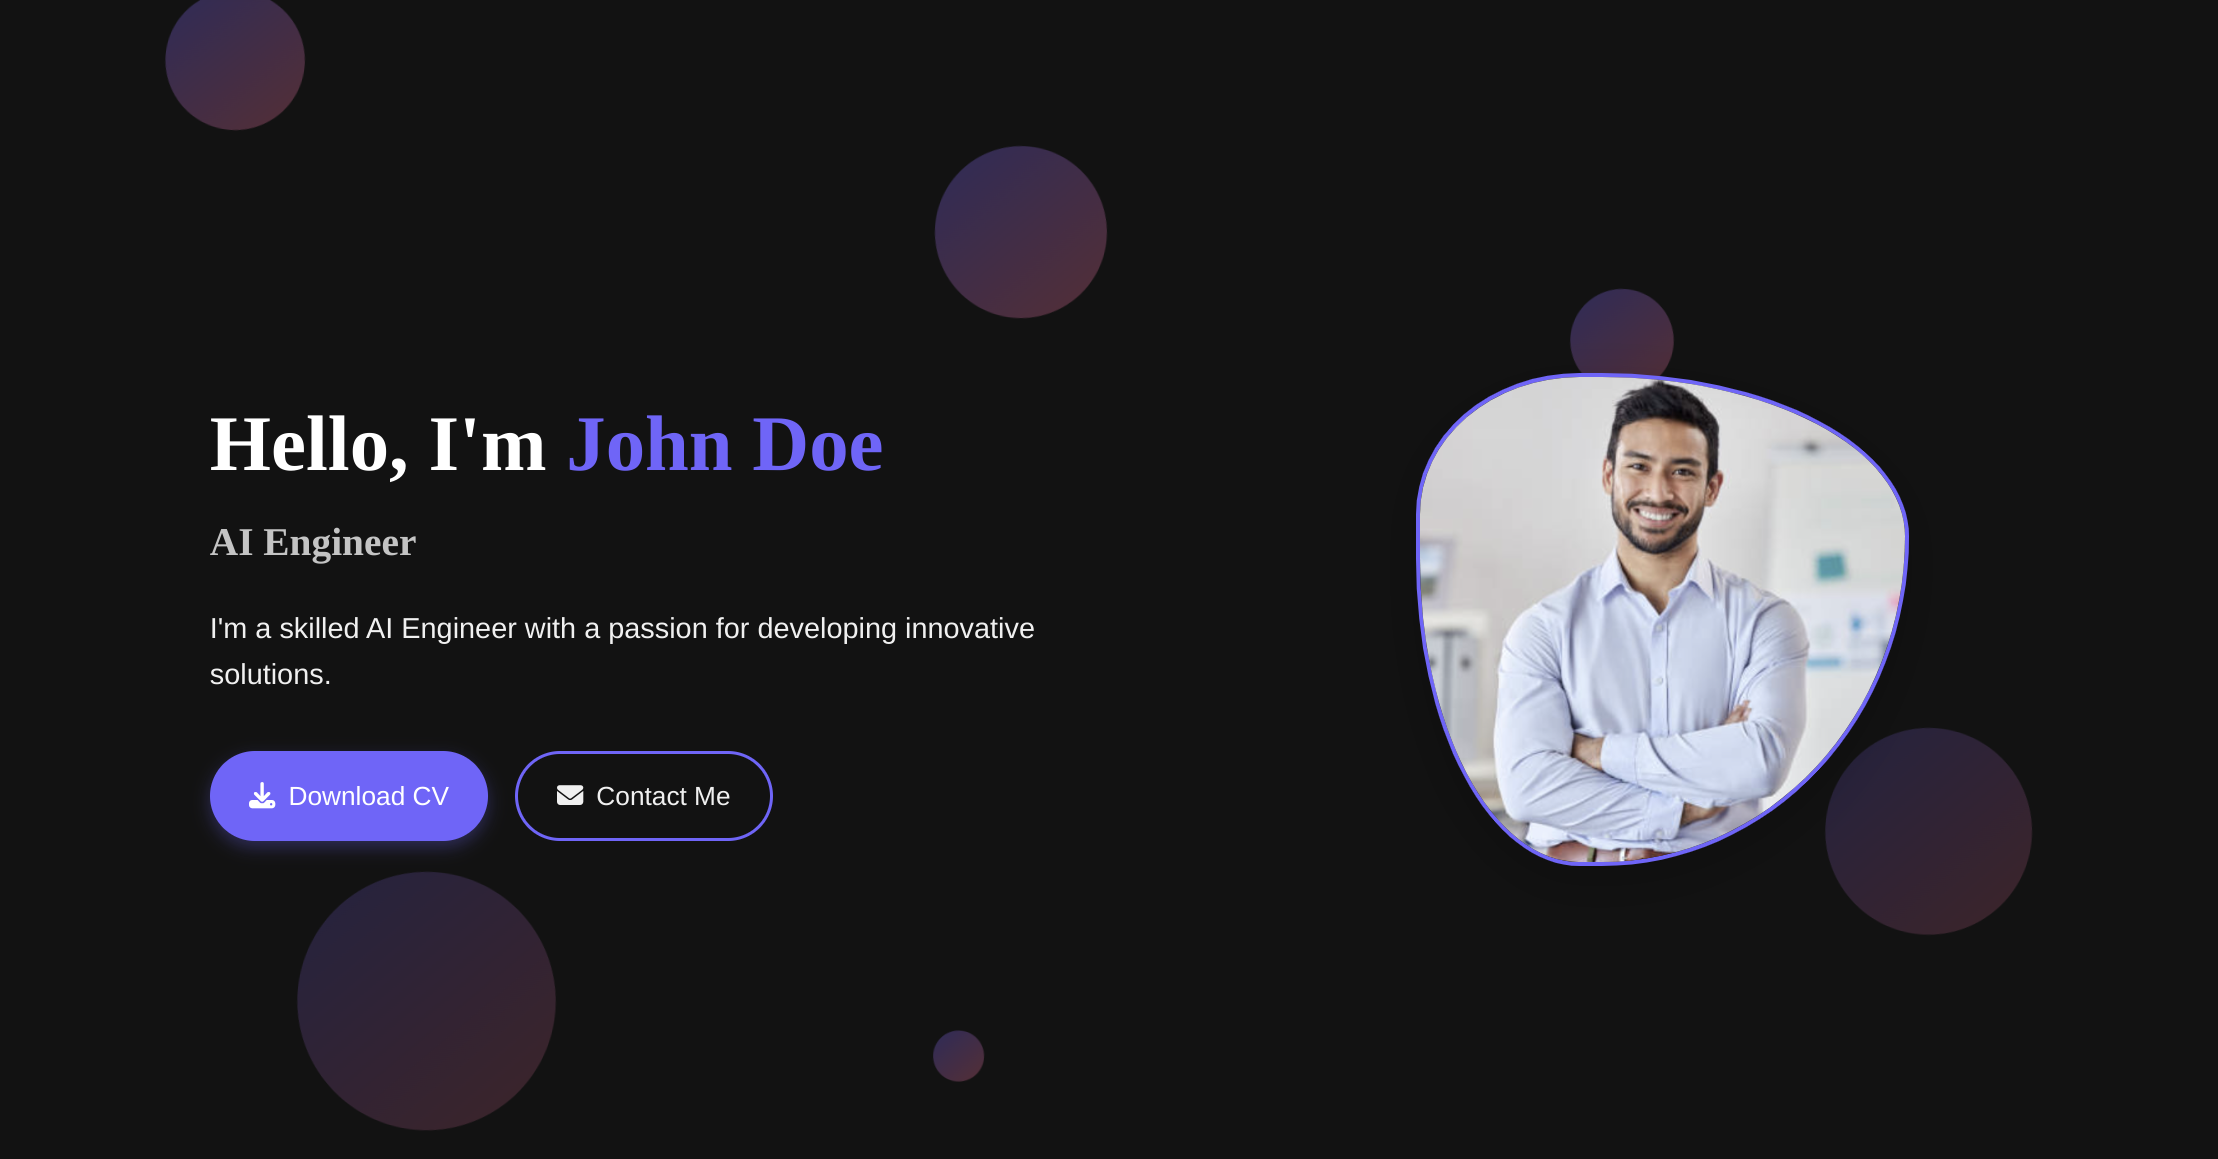 Hello, I'm John Doe
AI Engineer
I'm a skilled AI Engineer with a passion for developing innovative
solutions.
Download CV
Contact Me